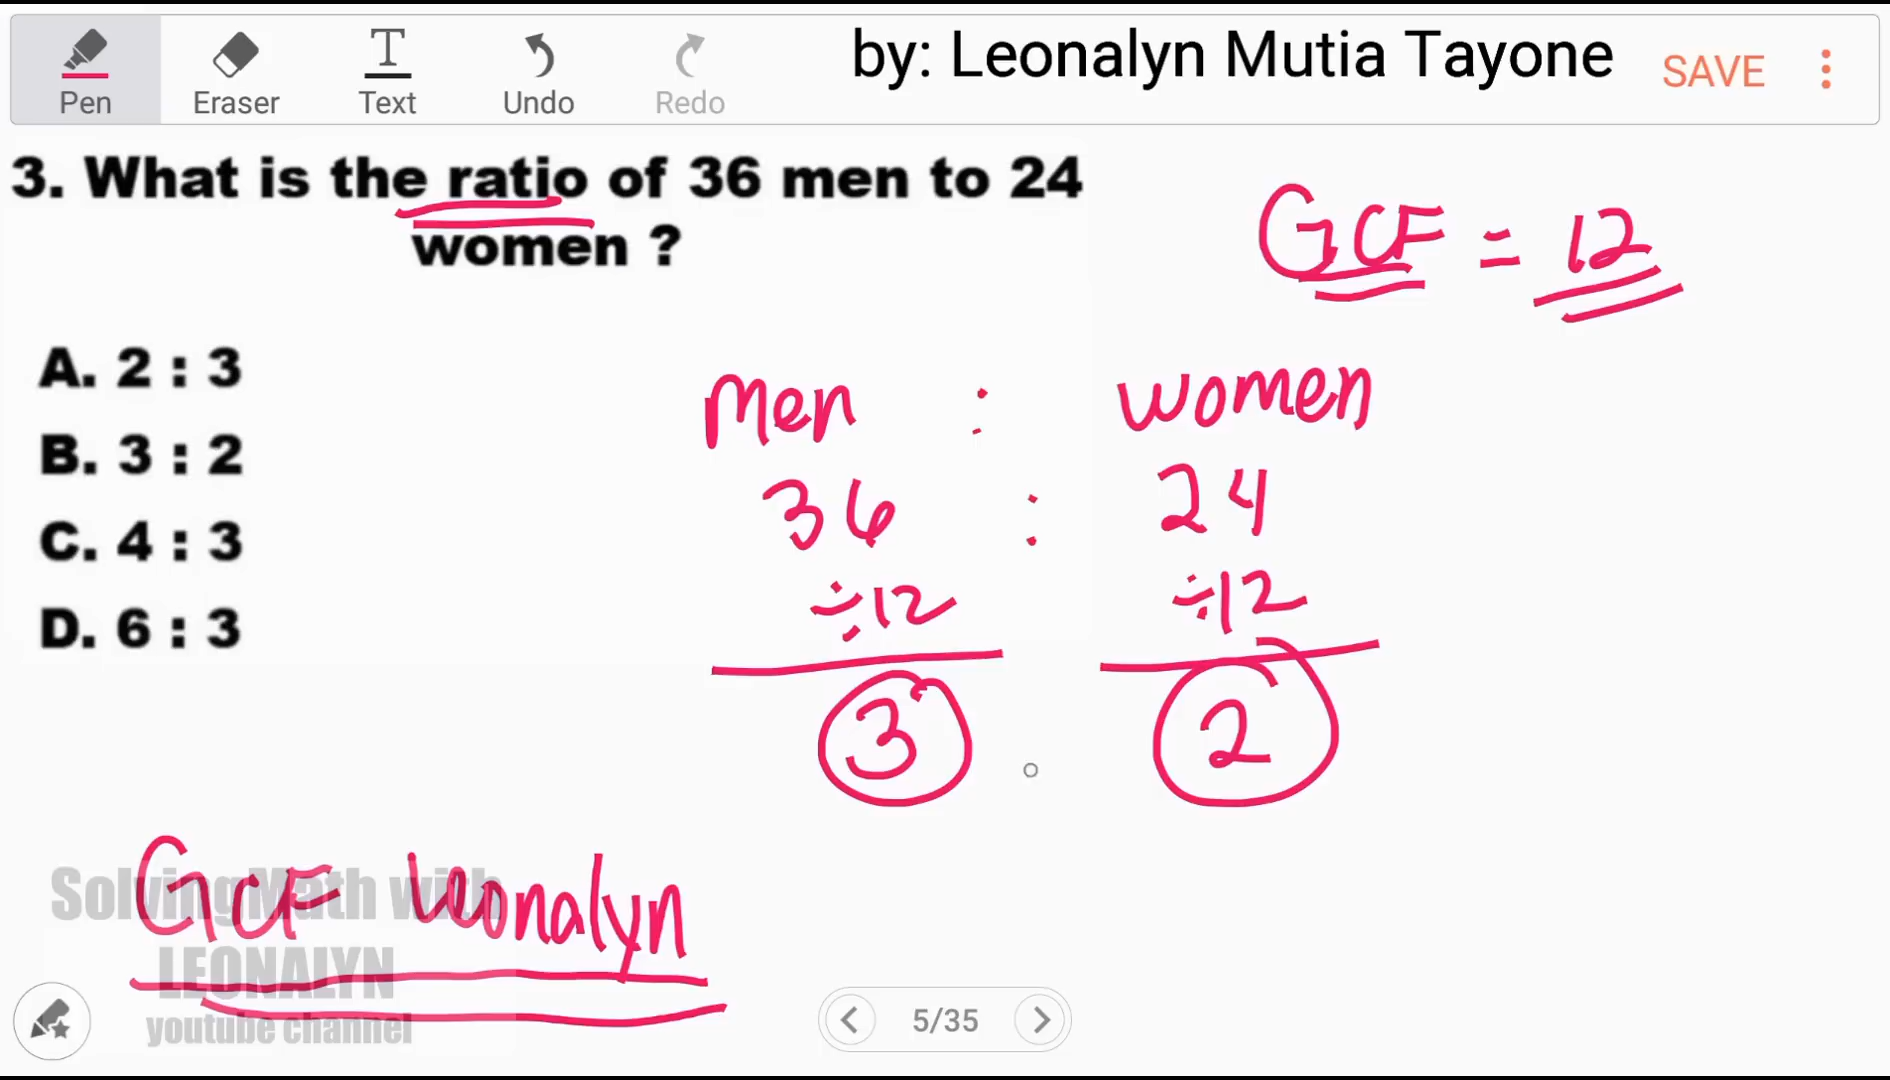 Pen Eraser Text Undo Redo by: Leonalyn Mutia Tayone SAVE
3. What is the ratio of 36 men to 24
women ?
GCF = 12
A. 2 : 3
B. 3 : 2
C. 4 : 3
D. 6 : 3
men : women
36 : 24
÷12 ÷12
3 2
GCF Leonalyn
SolvingMath with
LEONALYN
youtube channel
5/35